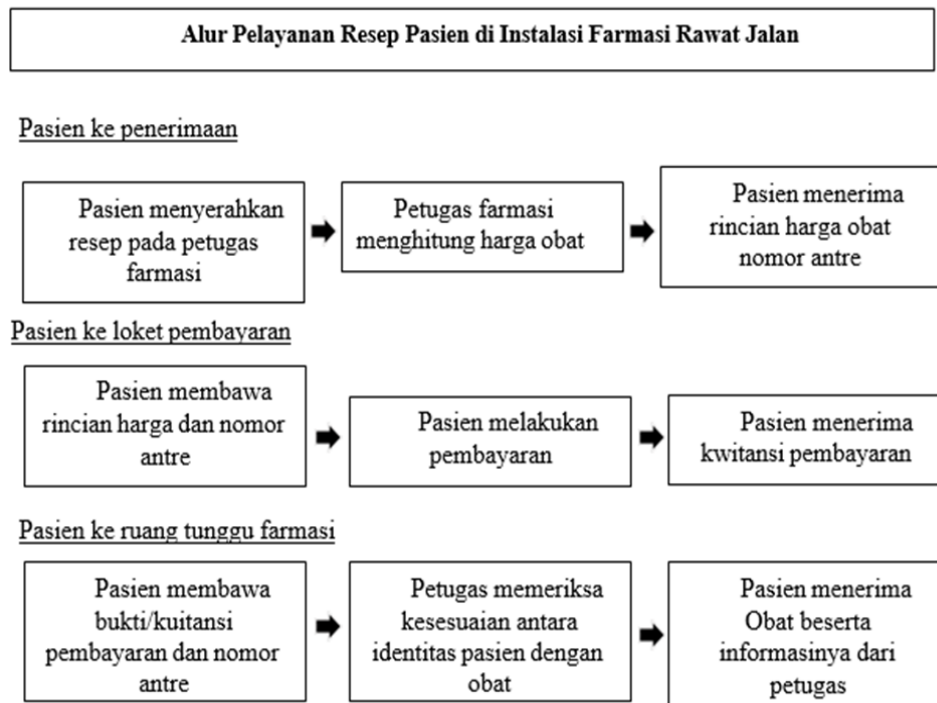 Alur Pelayanan Resep Pasien di Instalasi Farmasi Rawat Jalan
Pasien ke penerimaan
Pasien menyerahkan
resep pada petugas
farmasi
Petugas farmasi
menghitung harga obat
Pasien menerima
rincian harga obat
nomor antre
Pasien ke loket pembayaran
Pasien membawa
rincian harga dan nomor
antre
Pasien melakukan
pembayaran
Pasien menerima
kwitansi pembayaran
Pasien ke ruang tunggu farmasi
Pasien membawa
bukti/kuitansi
pembayaran dan nomor
antre
Petugas memeriksa
kesesuaian antara
identitas pasien dengan
obat
Pasien menerima
Obat beserta
informasinya dari
petugas